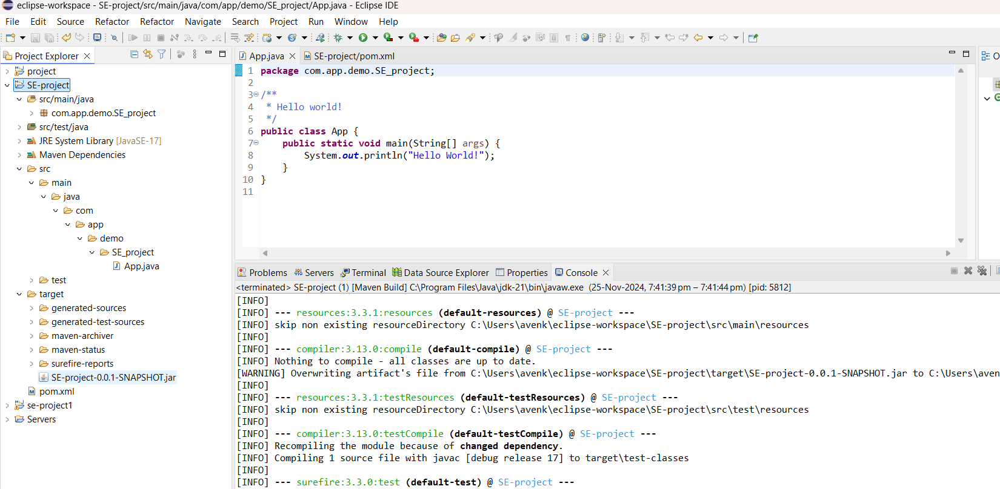 eclipse-workspace - SE-project/src/main/java/com/app/demo/SE_project/App.java - Eclipse IDE
File Edit Source Refactor Refactor Navigate Search Project Run Window Help
Project Explorer
project
SE-project
src/main/java
com.app.demo.SE_project
src/test/java
JRE System Library [JavaSE-17]
Maven Dependencies
src
main
java
com
app
demo
SE_project
App.java
test
target
generated-sources
generated-test-sources
maven-archiver
maven-status
surefire-reports
SE-project-0.0.1-SNAPSHOT.jar
pom.xml
se-project1
Servers
App.java SE-project/pom.xml
1 package com.app.demo.SE_project;
2
3 /**
4  * Hello world!
5  */
6 public class App {
7     public static void main(String[] args) {
8         System.out.println("Hello World!");
9     }
10 }
11
Problems Servers Terminal Data Source Explorer Properties Console
<terminated> SE-project (1) [Maven Build] C:\Program Files\Java\jdk-21\bin\javaw.exe (25-Nov-2024, 7:41:39 pm – 7:41:44 pm) [pid: 5812]
[INFO]
[INFO] --- resources:3.3.1:resources (default-resources) @ SE-project ---
[INFO] skip non existing resourceDirectory C:\Users\avenk\eclipse-workspace\SE-project\src\main\resources
[INFO]
[INFO] --- compiler:3.13.0:compile (default-compile) @ SE-project ---
[INFO] Nothing to compile - all classes are up to date.
[WARNING] Overwriting artifact's file from C:\Users\avenk\eclipse-workspace\SE-project\target\SE-project-0.0.1-SNAPSHOT.jar to C:\Users\aven
[INFO]
[INFO] --- resources:3.3.1:testResources (default-testResources) @ SE-project ---
[INFO] skip non existing resourceDirectory C:\Users\avenk\eclipse-workspace\SE-project\src\test\resources
[INFO]
[INFO] --- compiler:3.13.0:testCompile (default-testCompile) @ SE-project ---
[INFO] Recompiling the module because of changed dependency.
[INFO] Compiling 1 source file with javac [debug release 17] to target\test-classes
[INFO]
[INFO] --- surefire:3.3.0:test (default-test) @ SE-project ---